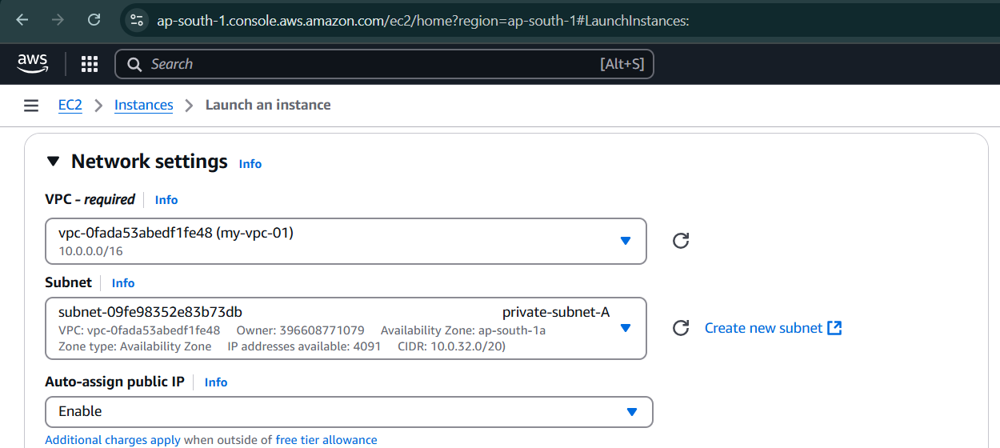 ap-south-1.console.aws.amazon.com/ec2/home?region=ap-south-1#LaunchInstances:
aws Search [Alt+S]
EC2 Instances Launch an instance
Network settings Info
VPC - required Info
vpc-0fada53abedf1fe48 (my-vpc-01)
10.0.0.0/16
Subnet Info
subnet-09fe98352e83b73db private-subnet-A
VPC: vpc-0fada53abedf1fe48 Owner: 396608771079 Availability Zone: ap-south-1a
Zone type: Availability Zone IP addresses available: 4091 CIDR: 10.0.32.0/20)
Create new subnet
Auto-assign public IP Info
Enable
Additional charges apply when outside of free tier allowance